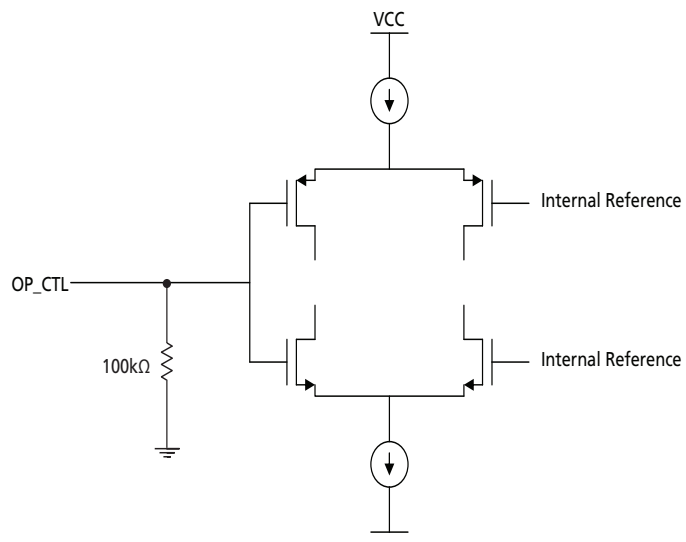 VCC
Internal Reference
OP_CTL
100kΩ
Internal Reference